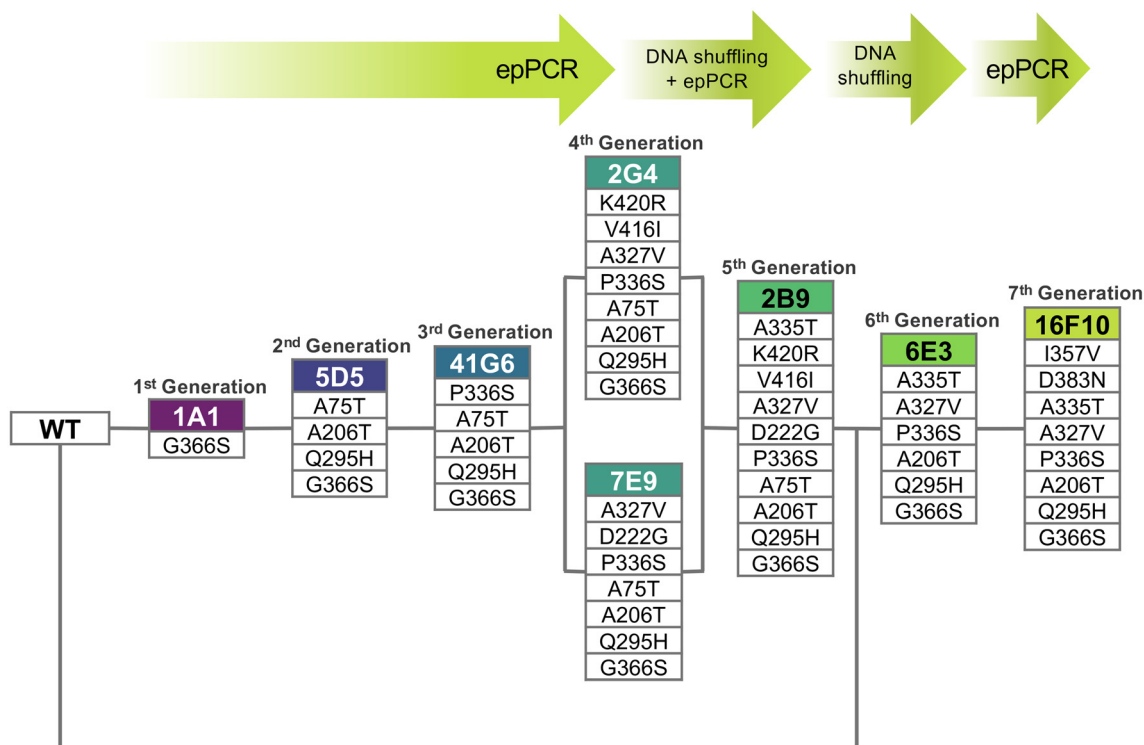 epPCR
DNA shuffling
+ epPCR
DNA
shuffling
epPCR
WT
1st Generation
1A1
G366S
2nd Generation
5D5
A75T
A206T
Q295H
G366S
3rd Generation
41G6
P336S
A75T
A206T
Q295H
G366S
4th Generation
2G4
K420R
V416I
A327V
P336S
A75T
A206T
Q295H
G366S
7E9
A327V
D222G
P336S
A75T
A206T
Q295H
G366S
5th Generation
2B9
A335T
K420R
V416I
A327V
D222G
P336S
A75T
A206T
Q295H
G366S
6th Generation
6E3
A335T
A327V
P336S
A206T
Q295H
G366S
7th Generation
16F10
I357V
D383N
A335T
A327V
P336S
A206T
Q295H
G366S